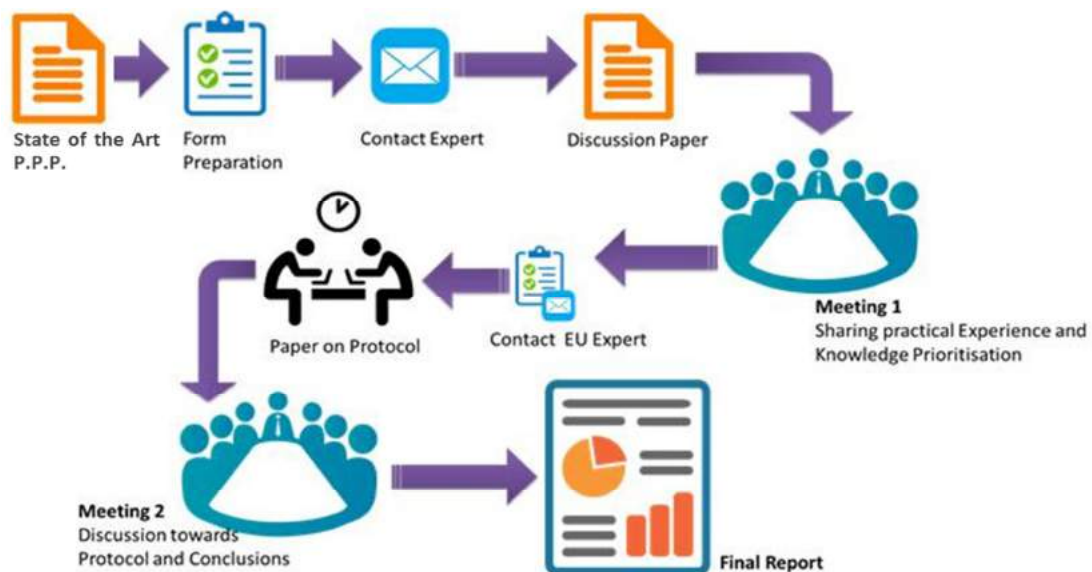 State of the Art
P.P.P.
Form
Preparation
Contact Expert
Discussion Paper
Meeting 1
Sharing practical Experience and
Knowledge Prioritisation
Contact EU Expert
Paper on Protocol
Meeting 2
Discussion towards
Protocol and Conclusions
Final Report